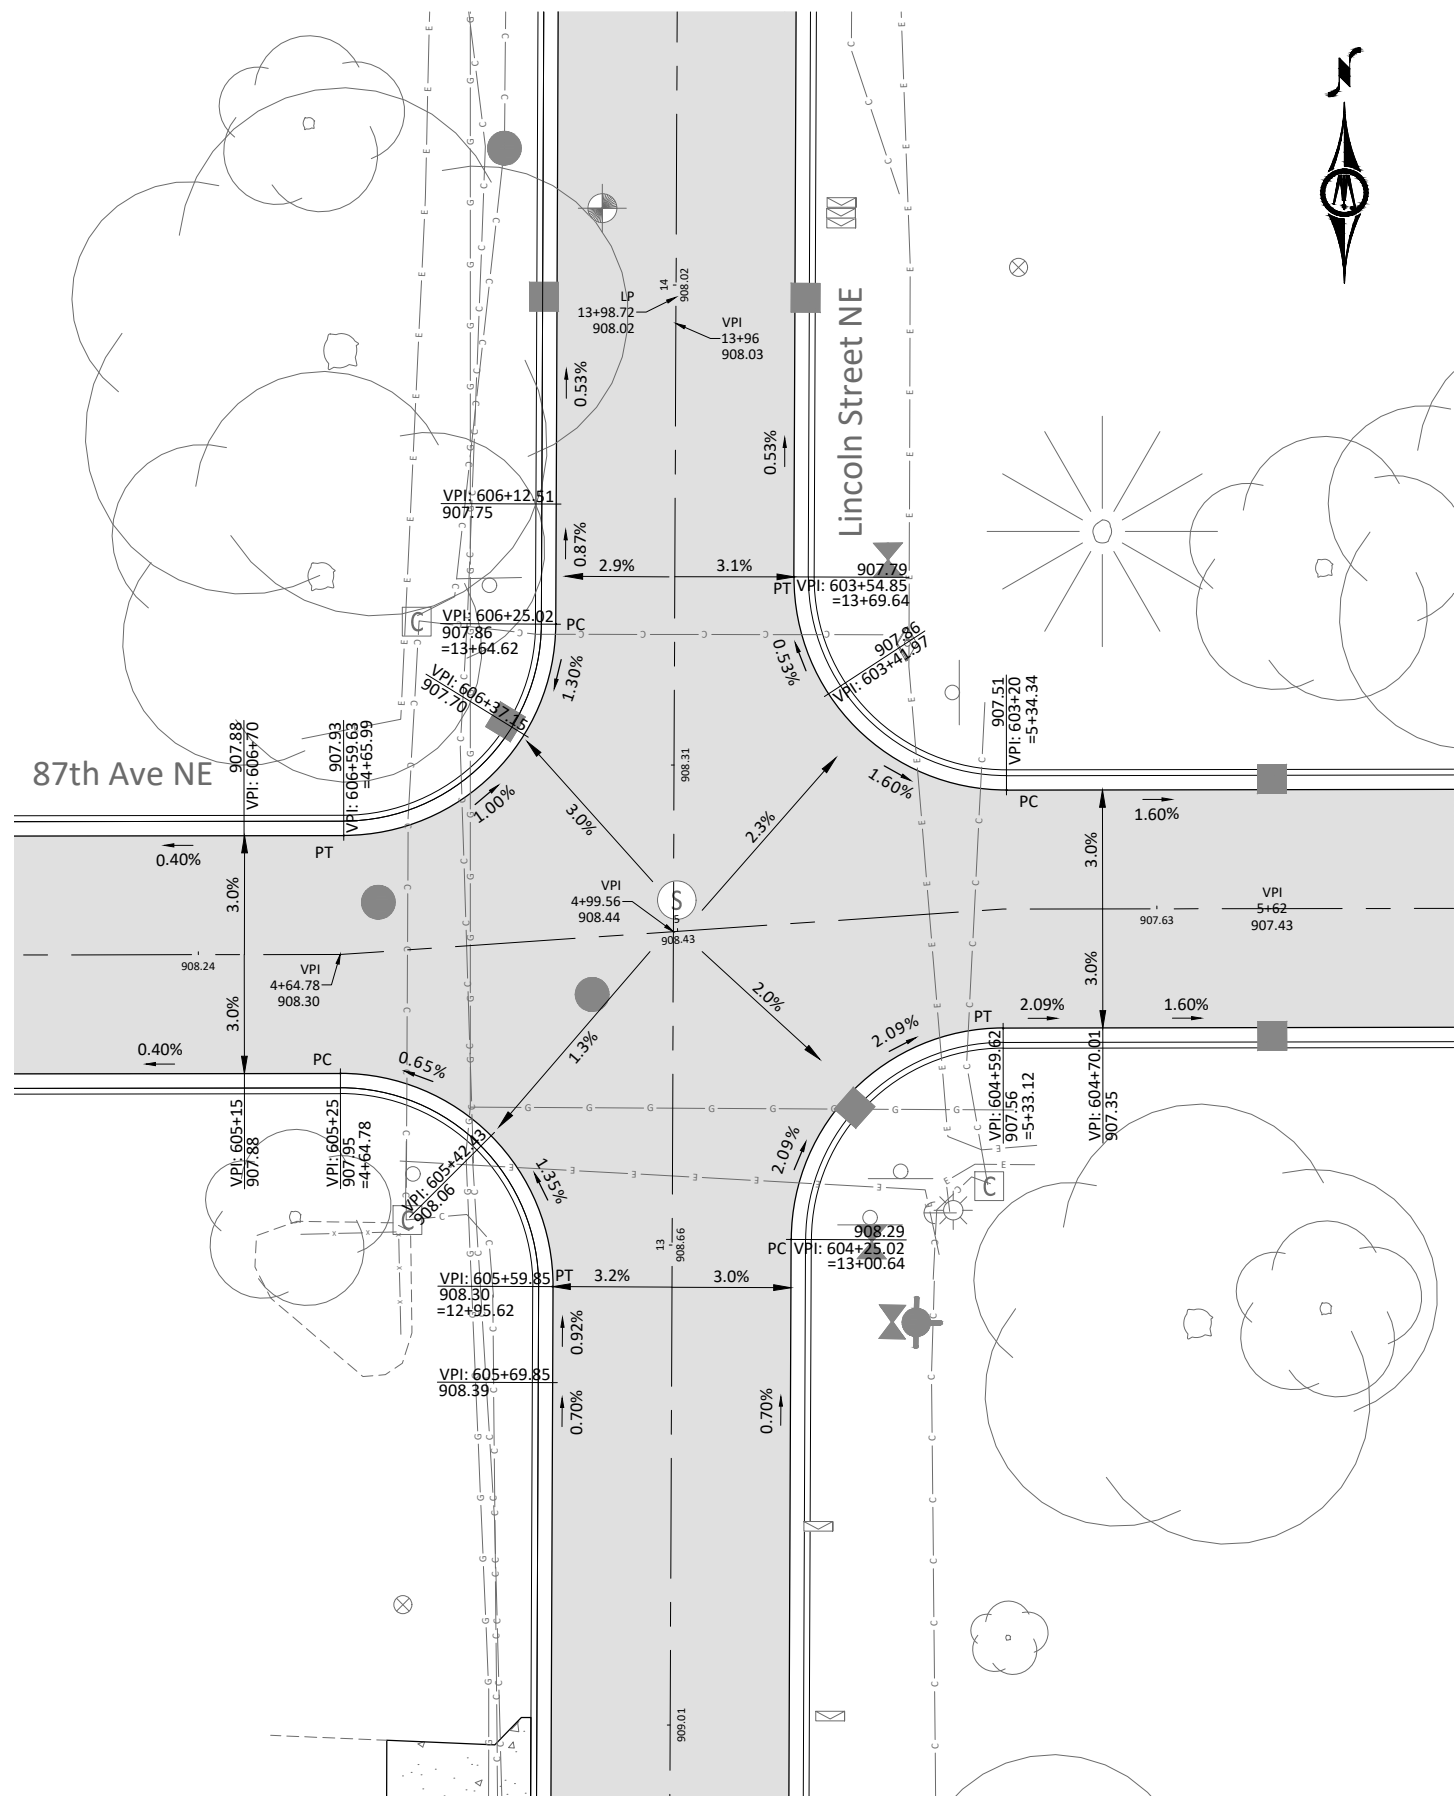 N
14
908.02
LP
13+98.72
908.02
VPI
13+96
908.03
Lincoln Street NE
0.53%
0.53%
VPI: 606+12.51
907.75
0.87%
2.9%
3.1%
907.79
PT VPI: 603+54.85
=13+69.64
VPI: 606+25.02
907.86
=13+64.62
PC
C
907.86
VPI: 603+41.97
0.53%
1.30%
VPI: 606+37.15
907.70
907.51
VPI: 603+20
=5+34.34
87th Ave NE
907.88
VPI: 606+70
907.93
VPI: 606+59.63
=4+65.99
908.31
1.00%
3.0%
2.3%
1.60%
PC
1.60%
0.40%
PT
3.0%
3.0%
VPI
4+99.56
908.44
S
5
908.43
VPI
5+62
907.43
907.63
908.24
VPI
4+64.78
908.30
3.0%
3.0%
1.3%
2.0%
PT
2.09%
1.60%
2.09%
0.40%
PC
0.65%
VPI: 605+15
907.88
VPI: 605+25
907.95
=4+64.78
VPI: 605+42.43
908.06
1.35%
2.09%
VPI: 604+59.62
907.56
=5+33.12
VPI: 604+70.01
907.35
C
C
13
908.66
908.29
PC VPI: 604+25.02
=13+00.64
VPI: 605+59.85
908.30
=12+95.62
PT
3.2%
3.0%
0.92%
VPI: 605+69.85
908.39
0.70%
0.70%
909.01